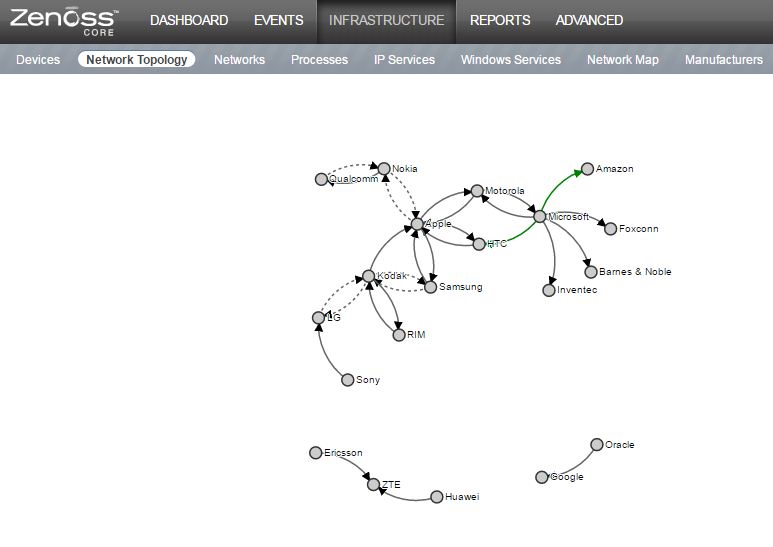 Zenoss™ CORE
DASHBOARD EVENTS INFRASTRUCTURE REPORTS ADVANCED
Devices Network Topology Networks Processes IP Services Windows Services Network Map Manufacturers
Nokia
Amazon
Qualcomm
Motorola
Microsoft
Apple
Foxconn
HTC
Barnes & Noble
Kodak
Samsung
Inventec
LG
RIM
Sony
Oracle
Ericsson
Google
ZTE
Huawei